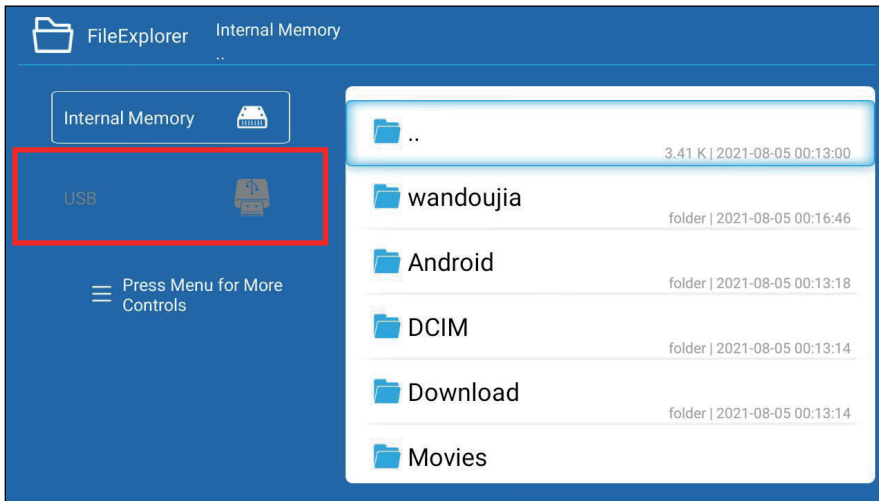 FileExplorer
Internal Memory
..
Internal Memory
USB
Press Menu for More
Controls
..
3.41 K | 2021-08-05 00:13:00
wandoujia
folder | 2021-08-05 00:16:46
Android
folder | 2021-08-05 00:13:18
DCIM
folder | 2021-08-05 00:13:14
Download
folder | 2021-08-05 00:13:14
Movies